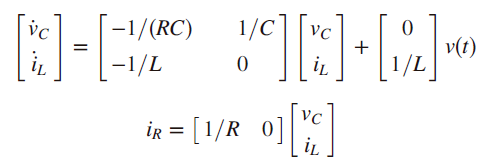 [v̇_C; i̇_L] = [−1/(RC) 1/C; −1/L 0] [v_C; i_L] + [0; 1/L] v(t)
i_R = [1/R 0] [v_C; i_L]